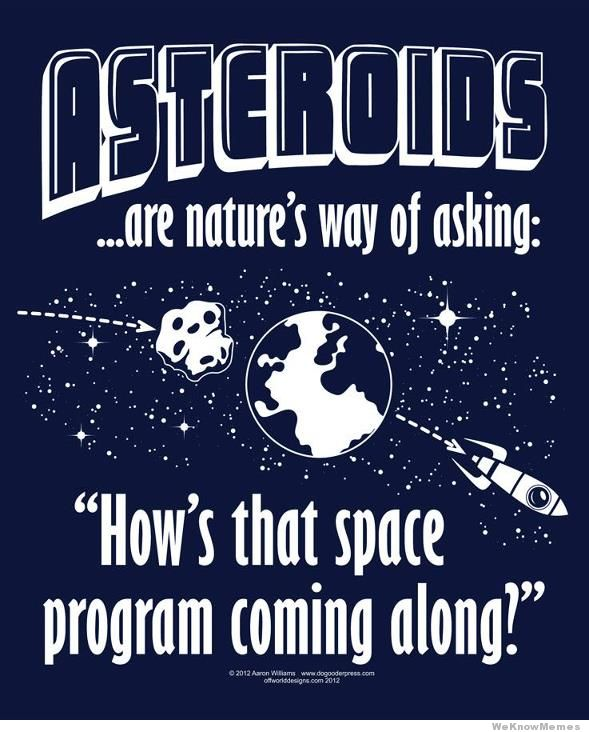 ASTEROIDS
...are nature's way of asking:
"How's that space
program coming along?"
© 2012 Aaron Williams www.dogooderpress.com
offworlddesigns.com 2012
WeKnowMemes